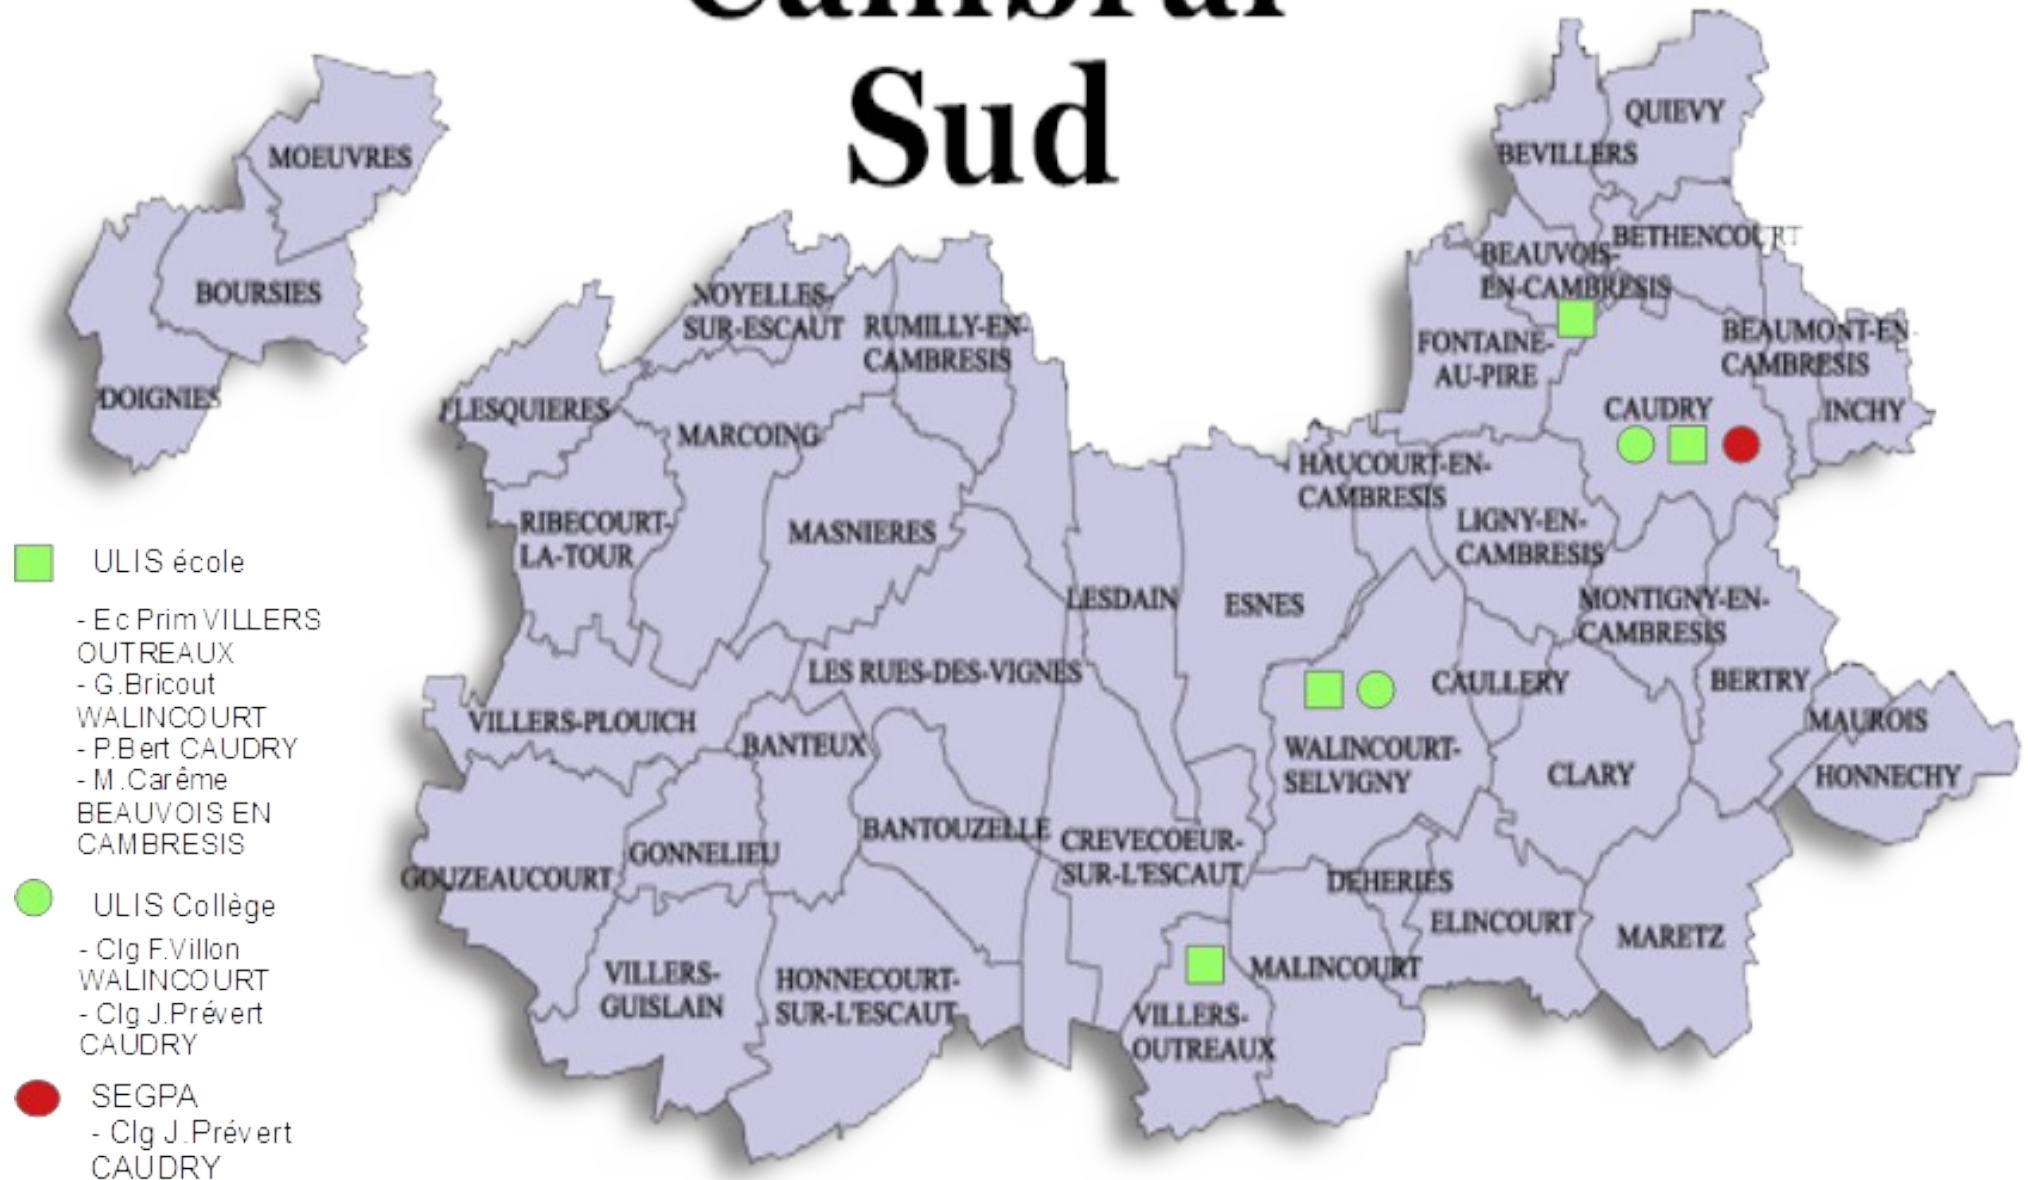 Cambrai
Sud
MOEUVRES
BOURSIES
DOIGNIES
QUIEVY
BEVILLERS
BETHENCOURT
BEAUVOIS-
EN-CAMBRESIS
FONTAINE-
AU-PIRE
BEAUMONT-EN-
CAMBRESIS
INCHY
CAUDRY
NOYELLES-
SUR-ESCAUT
RUMILLY-EN-
CAMBRESIS
FLESQUIERES
MARCOING
RIBECOURT-
LA-TOUR
MASNIERES
HAUCOURT-EN-
CAMBRESIS
LIGNY-EN-
CAMBRESIS
LESDAIN
ESNES
MONTIGNY-EN-
CAMBRESIS
LES RUES-DES-VIGNES
CAULLERY
BERTRY
VILLERS-PLOUICH
BANTEUX
WALINCOURT-
SELVIGNY
CLARY
MAUROIS
HONNECHY
GOUZEAUCOURT
GONNELIEU
BANTOUZELLE
CREVECOEUR-
SUR-L'ESCAUT
DEHERIES
ELINCOURT
MARETZ
VILLERS-
GUISLAIN
HONNECOURT-
SUR-L'ESCAUT
MALINCOURT
VILLERS-
OUTREAUX
ULIS école
- Ec Prim VILLERS
OUTREAUX
- G.Bricout
WALINCOURT
- P.Bert CAUDRY
- M.Carême
BEAUVOIS EN
CAMBRESIS
ULIS Collège
- Clg F.Villon
WALINCOURT
- Clg J.Prévert
CAUDRY
SEGPA
- Clg J.Prévert
CAUDRY